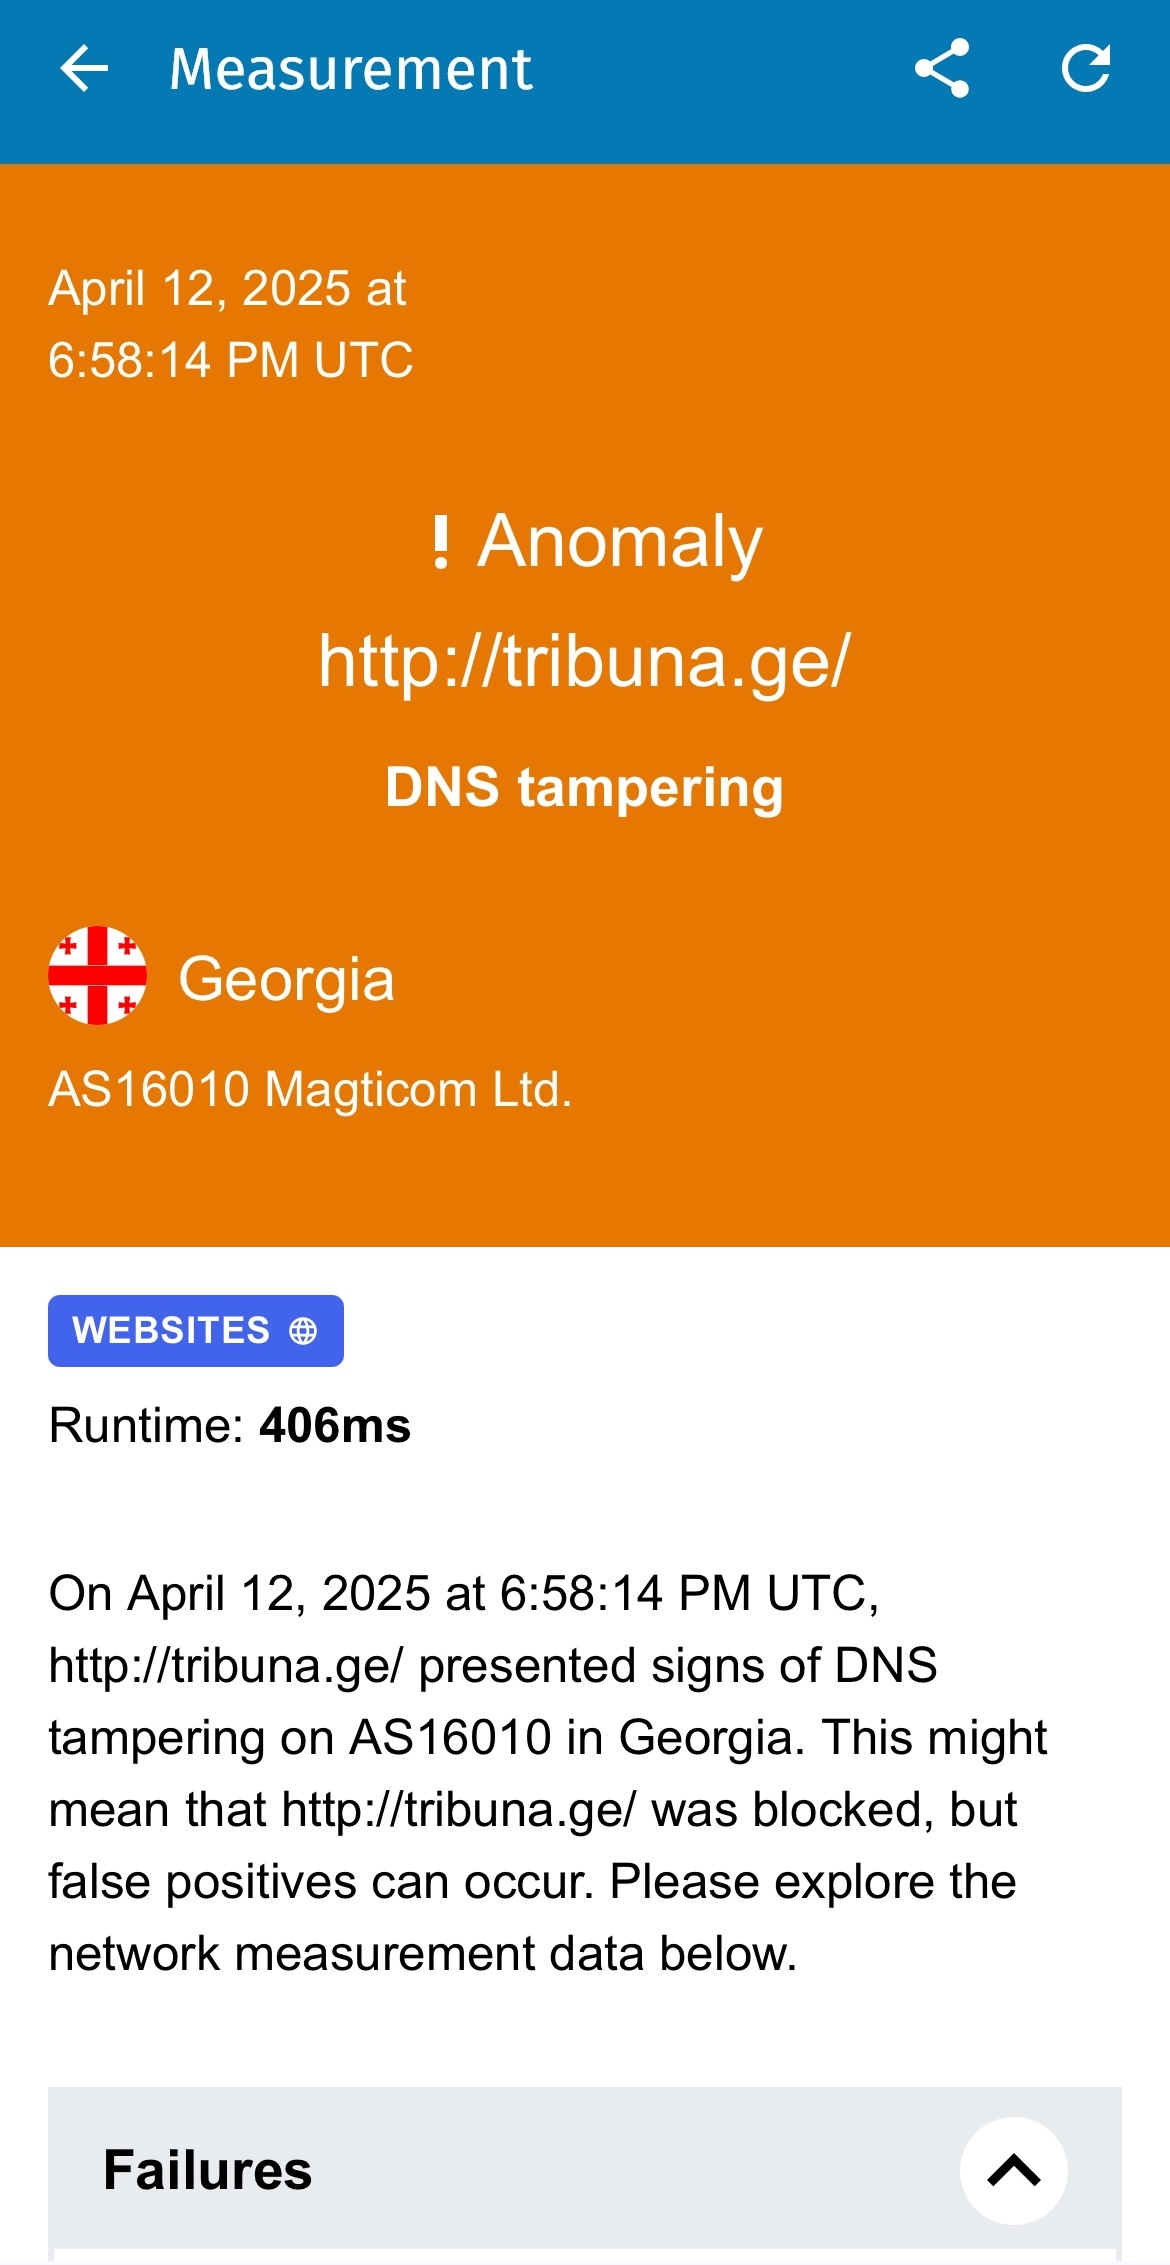 Measurement
April 12, 2025 at
6:58:14 PM UTC
! Anomaly
http://tribuna.ge/
DNS tampering
Georgia
AS16010 Magticom Ltd.
WEBSITES
Runtime: 406ms
On April 12, 2025 at 6:58:14 PM UTC,
http://tribuna.ge/ presented signs of DNS
tampering on AS16010 in Georgia. This might
mean that http://tribuna.ge/ was blocked, but
false positives can occur. Please explore the
network measurement data below.
Failures